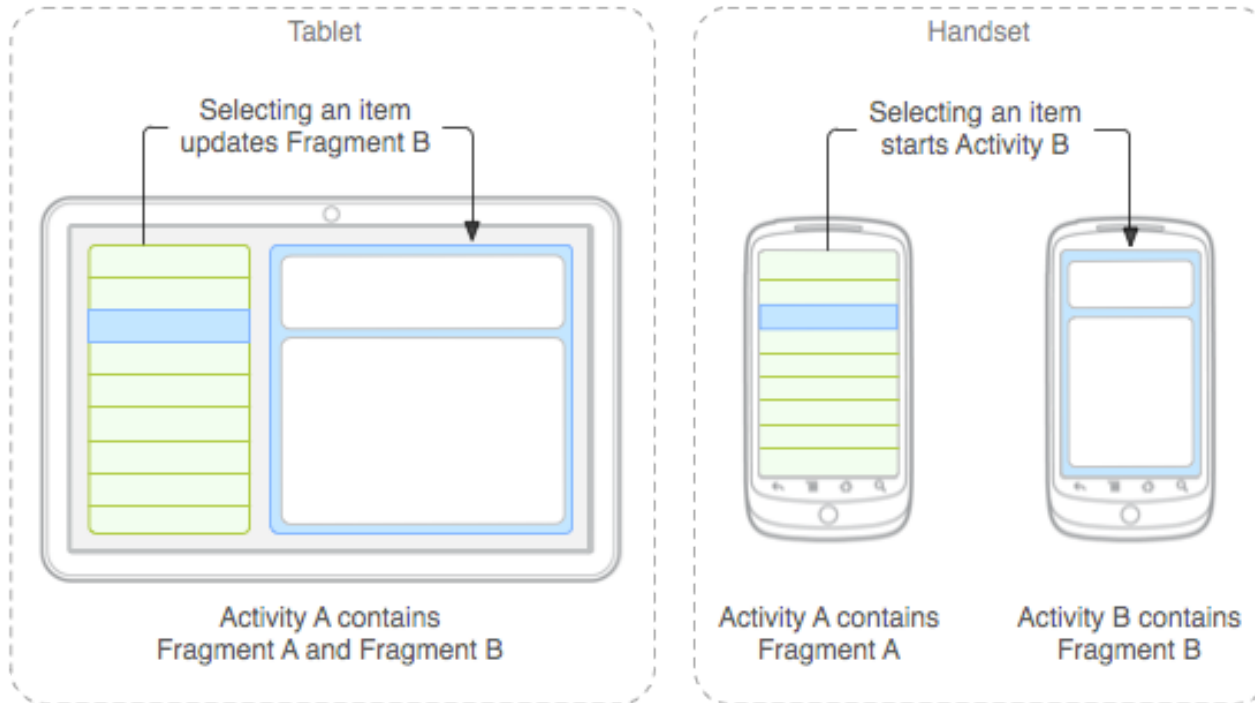 Tablet
Selecting an item
updates Fragment B
Activity A contains
Fragment A and Fragment B
Handset
Selecting an item
starts Activity B
Activity A contains
Fragment A
Activity B contains
Fragment B